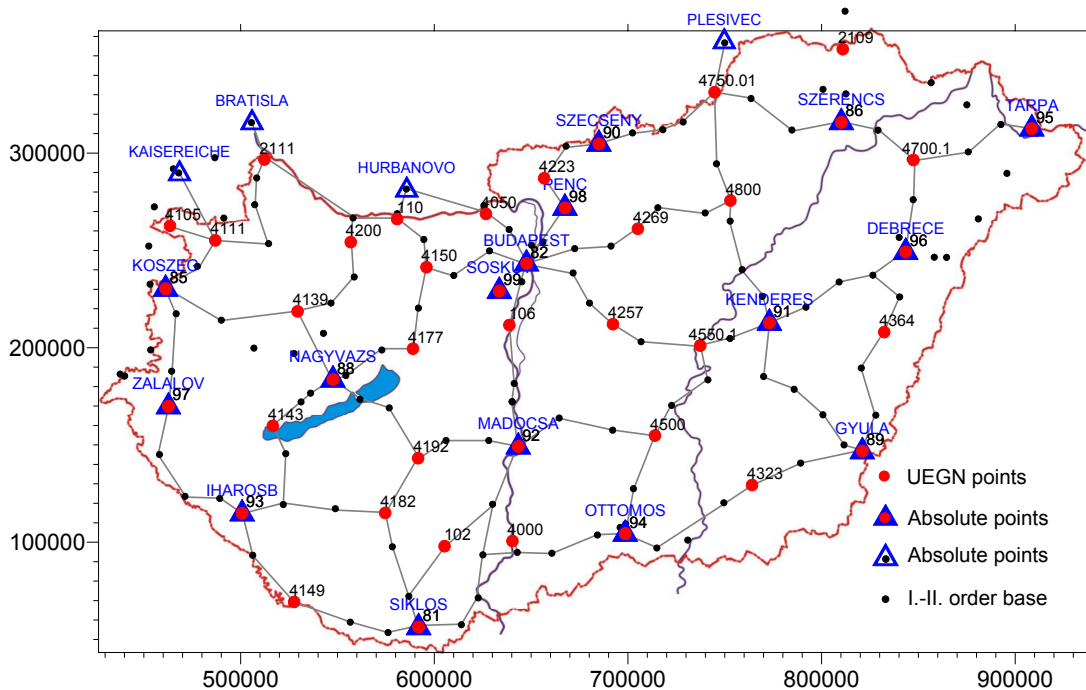 PLESIVEC
2109
4750.01
BRATISLA
SZERENCS
86
TARPA
95
SZECSENY
90
300000
2111
KAISEREICHE
HURBANOVO
4700.1
4223
PENC
98
4800
4105
4111
110
4050
4269
4200
BUDAPEST
82
DEBRECE
96
4150
KOSZEG
85
SOSKU
99
4139
106
4257
KENDERES
91
4364
4177
4550.1
200000
NAGYVAZS
88
ZALALOV
97
4143
MADOCSA
92
4500
GYULA
89
4192
4323
UEGN points
IHAROSB
93
4182
OTTOMOS
94
Absolute points
100000
102
4000
Absolute points
4149
SIKLOS
81
I.-II. order base
500000 600000 700000 800000 900000